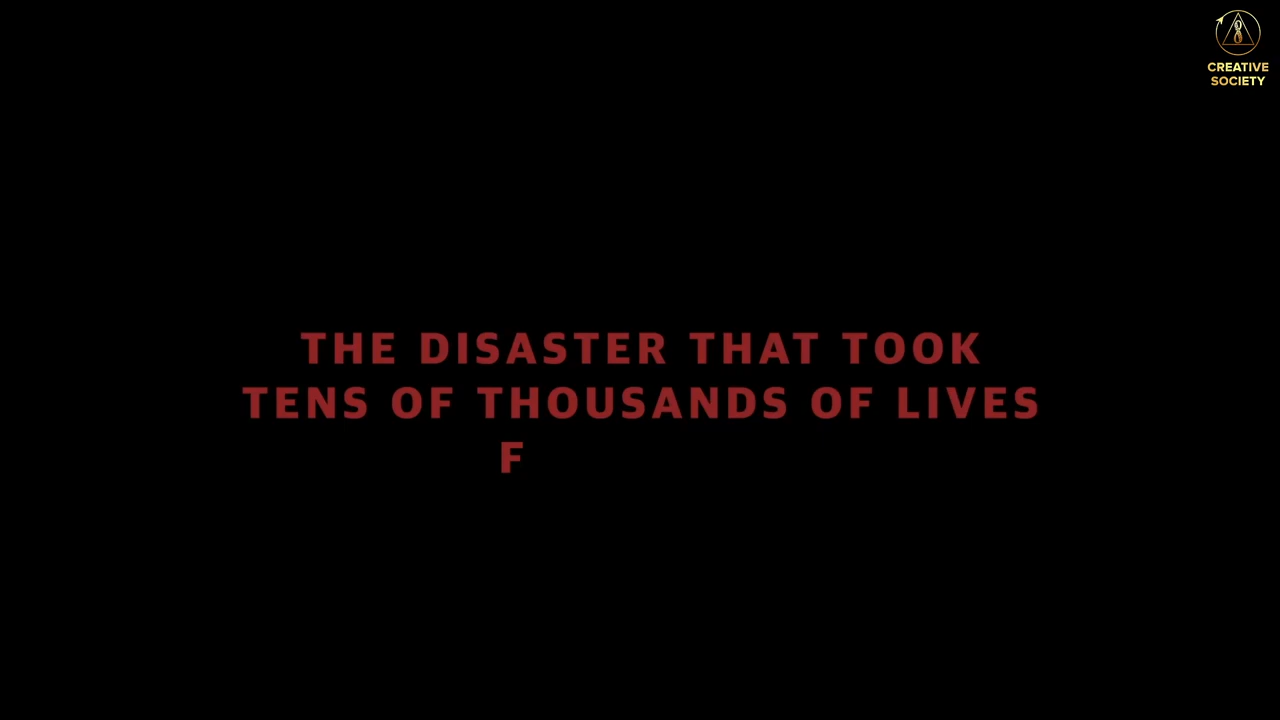 CREATIVE
SOCIETY
THE DISASTER THAT TOOK
TENS OF THOUSANDS OF LIVES
F